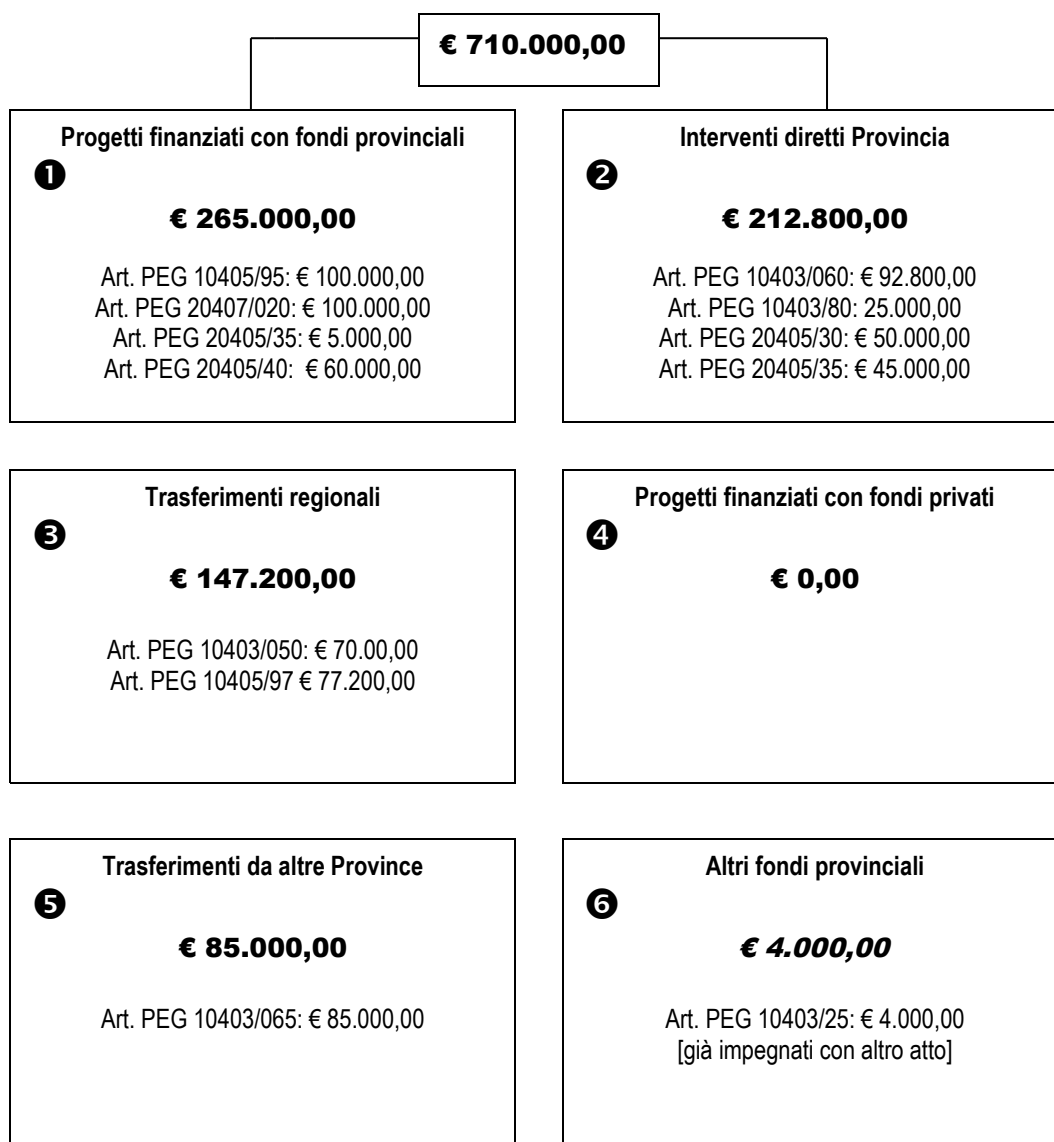 € 710.000,00
Progetti finanziati con fondi provinciali
❶
€ 265.000,00
Art. PEG 10405/95: € 100.000,00
Art. PEG 20407/020: € 100.000,00
Art. PEG 20405/35: € 5.000,00
Art. PEG 20405/40: € 60.000,00
Interventi diretti Provincia
❷
€ 212.800,00
Art. PEG 10403/060: € 92.800,00
Art. PEG 10403/80: 25.000,00
Art. PEG 20405/30: € 50.000,00
Art. PEG 20405/35: € 45.000,00
Trasferimenti regionali
❸
€ 147.200,00
Art. PEG 10403/050: € 70.00,00
Art. PEG 10405/97 € 77.200,00
Progetti finanziati con fondi privati
❹
€ 0,00
Trasferimenti da altre Province
❺
€ 85.000,00
Art. PEG 10403/065: € 85.000,00
Altri fondi provinciali
❻
€ 4.000,00
Art. PEG 10403/25: € 4.000,00
[già impegnati con altro atto]